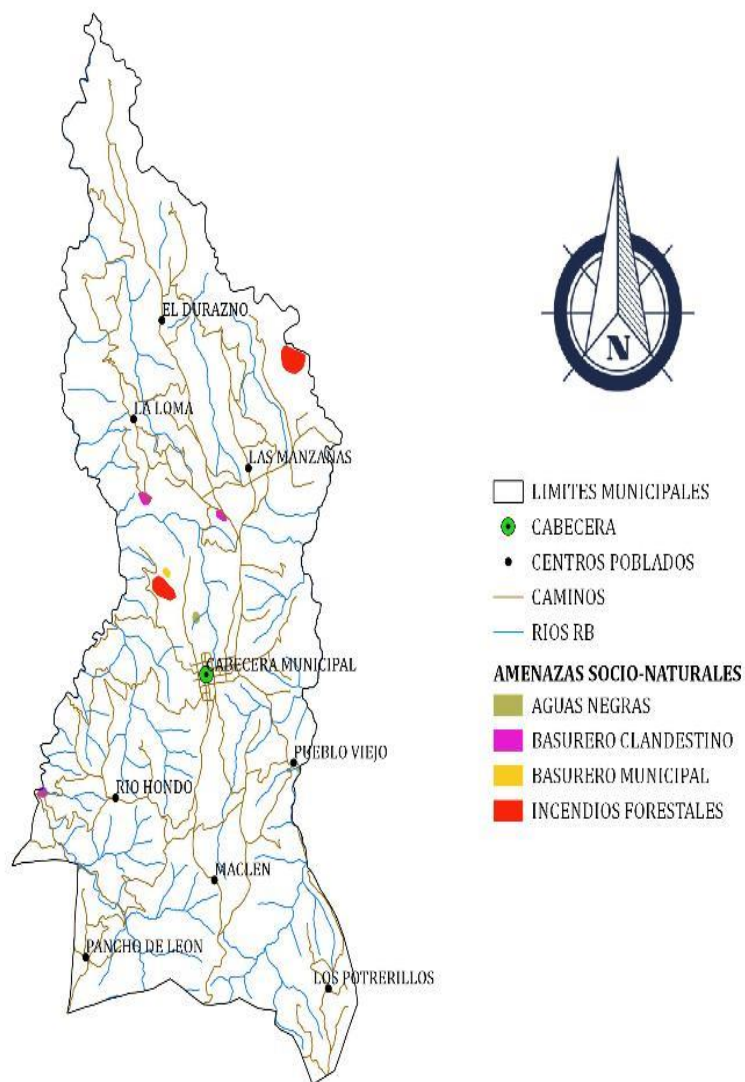 EL DURAZNO
LA LOMA
LAS MANZANAS
CABECERA MUNICIPAL
PUEBLO VIEJO
RIO HONDO
MACLEN
PANCHO DE LEON
LOS POTRERILLOS
N
LIMITES MUNICIPALES
CABECERA
CENTROS POBLADOS
CAMINOS
RIOS RB
AMENAZAS SOCIO-NATURALES
AGUAS NEGRAS
BASURERO CLANDESTINO
BASURERO MUNICIPAL
INCENDIOS FORESTALES